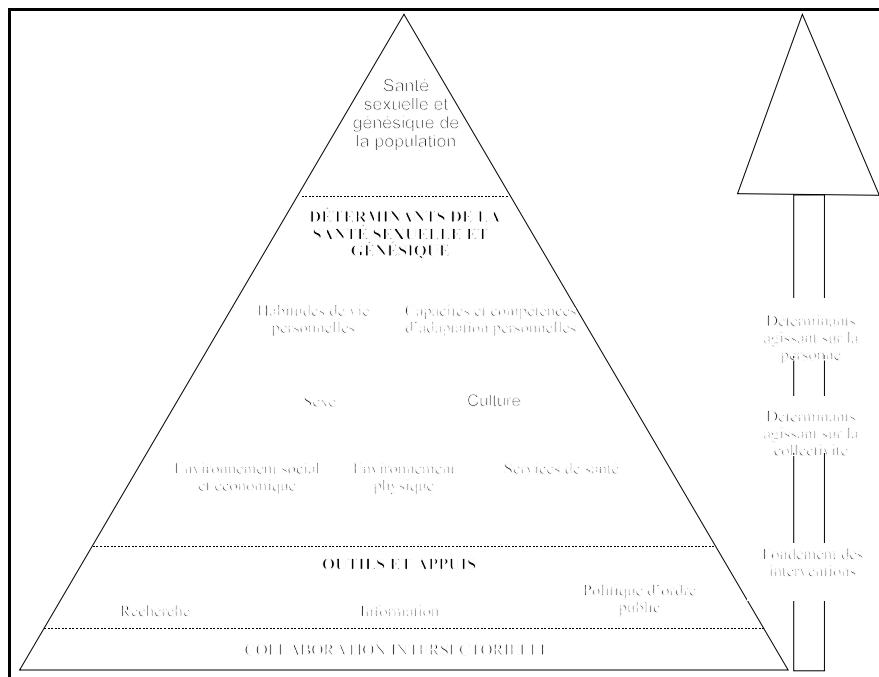 Santé
sexuelle et
génésique de
la population
DÉTERMINANTS DE LA
SANTÉ SEXUELLE ET
GÉNÉSIQUE
Habitudes de vie
personnelles
Capacités et compétences
d'adaptation personnelles
Sexe
Culture
Environnement social
et économique
Environnement
physique
Services de santé
OUTILS ET APPUIS
Recherche
Information
Politique d'ordre
public
COLLABORATION INTERSECTORIELLE
Déterminants
agissant sur la
personne
Déterminants
agissant sur la
collectivité
Fondement des
interventions